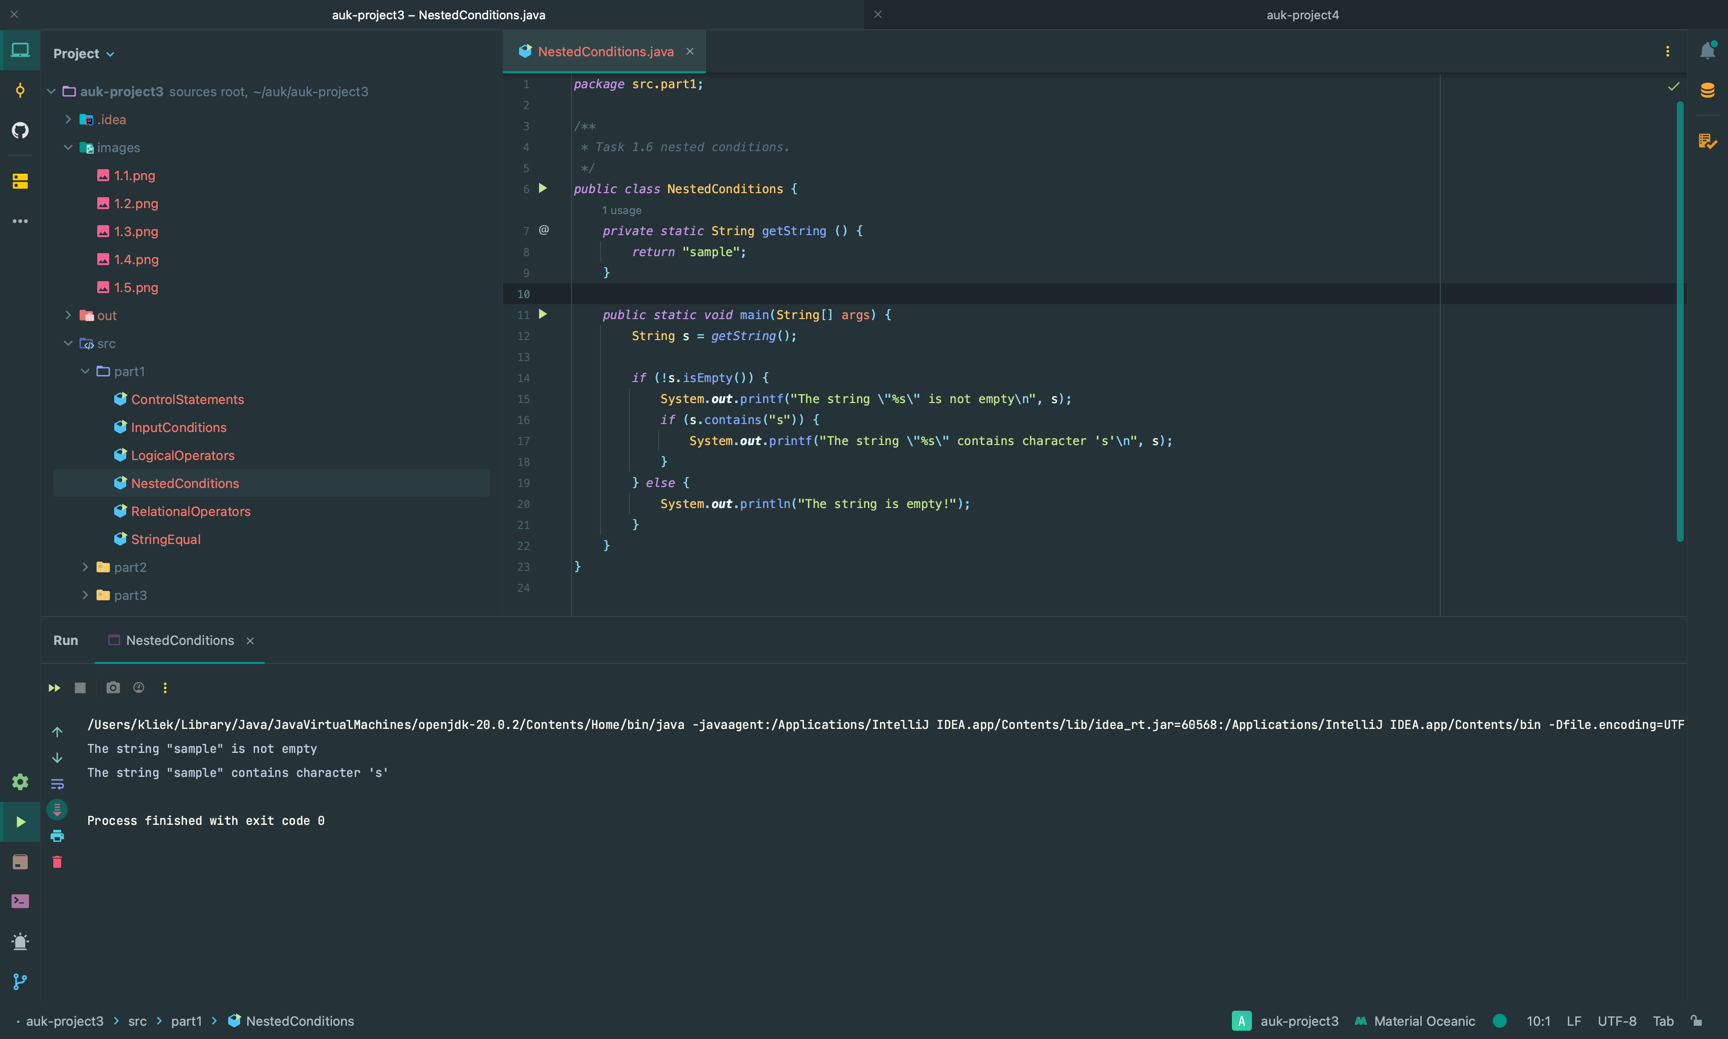 auk-project3 – NestedConditions.java
auk-project4
Project
NestedConditions.java
auk-project3 sources root, ~/auk/auk-project3
.idea
images
1.1.png
1.2.png
1.3.png
1.4.png
1.5.png
out
src
part1
ControlStatements
InputConditions
LogicalOperators
NestedConditions
RelationalOperators
StringEqual
part2
part3
1 package src.part1;
2
3 /**
4 * Task 1.6 nested conditions.
5 */
6 public class NestedConditions {
1 usage
7 @ private static String getString () {
8 return "sample";
9 }
10
11 public static void main(String[] args) {
12 String s = getString();
13
14 if (!s.isEmpty()) {
15 System.out.printf("The string \"%s\" is not empty\n", s);
16 if (s.contains("s")) {
17 System.out.printf("The string \"%s\" contains character 's'\n", s);
18 }
19 } else {
20 System.out.println("The string is empty!");
21 }
22 }
23 }
24
Run
NestedConditions
/Users/kliek/Library/Java/JavaVirtualMachines/openjdk-20.0.2/Contents/Home/bin/java -javaagent:/Applications/IntelliJ IDEA.app/Contents/lib/idea_rt.jar=60568:/Applications/IntelliJ IDEA.app/Contents/bin -Dfile.encoding=UTF
The string "sample" is not empty
The string "sample" contains character 's'
Process finished with exit code 0
auk-project3 > src > part1 > NestedConditions
A auk-project3 Material Oceanic 10:1 LF UTF-8 Tab